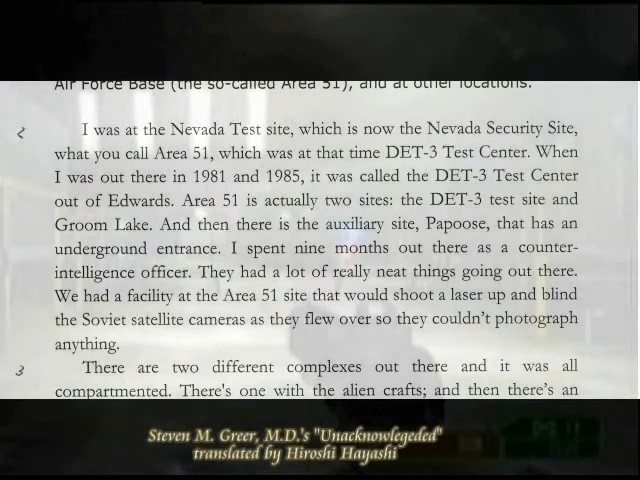 Air Force Base (the so-called Area 51), and at other locations.
2
I was at the Nevada Test site, which is now the Nevada Security Site,
what you call Area 51, which was at that time DET-3 Test Center. When
I was out there in 1981 and 1985, it was called the DET-3 Test Center
out of Edwards. Area 51 is actually two sites: the DET-3 test site and
Groom Lake. And then there is the auxiliary site, Papoose, that has an
underground entrance. I spent nine months out there as a counter-
intelligence officer. They had a lot of really neat things going out there.
We had a facility at the Area 51 site that would shoot a laser up and blind
the Soviet satellite cameras as they flew over so they couldn't photograph
anything.
3
There are two different complexes out there and it was all
compartmented. There's one with the alien crafts; and then there's an
Steven M. Greer, M.D.'s "Unacknowlegeded"
translated by Hiroshi Hayashi